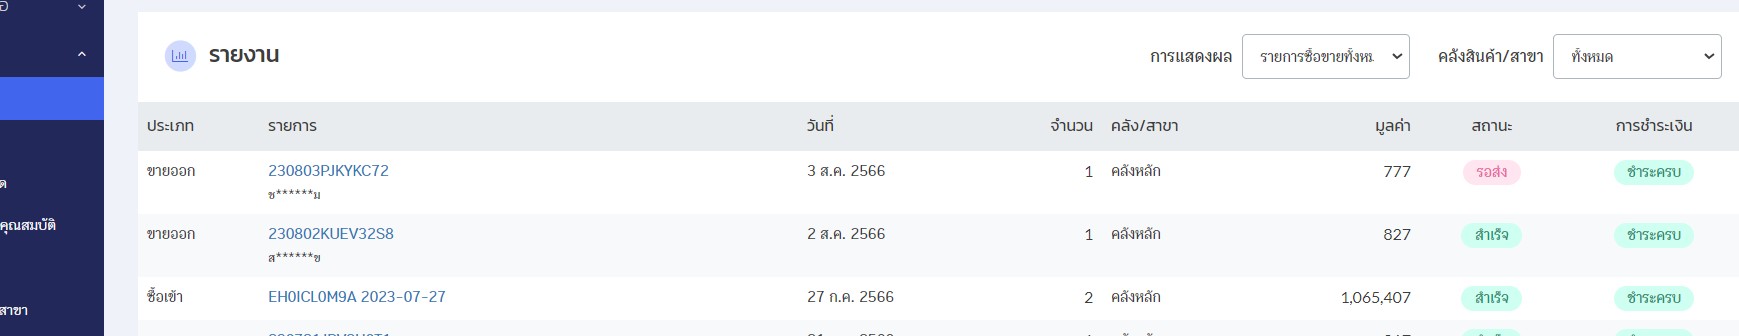 รายงาน การแสดงผล รายการซื้อขายทั้งหม คลังสินค้า/สาขา ทั้งหมด
ประเภท รายการ วันที่ จำนวน คลัง/สาขา มูลค่า สถานะ การชำระเงิน
ขายออก 230803PJKYKC72 3 ส.ค. 2566 1 คลังหลัก 777 รอส่ง ชำระครบ
ช******ม
คุณสมบัติ
ขายออก 230802KUEV32S8 2 ส.ค. 2566 1 คลังหลัก 827 สำเร็จ ชำระครบ
ส******ข
ซื้อเข้า EH0ICL0M9A 2023-07-27 27 ก.ค. 2566 2 คลังหลัก 1,065,407 สำเร็จ ชำระครบ
สาขา